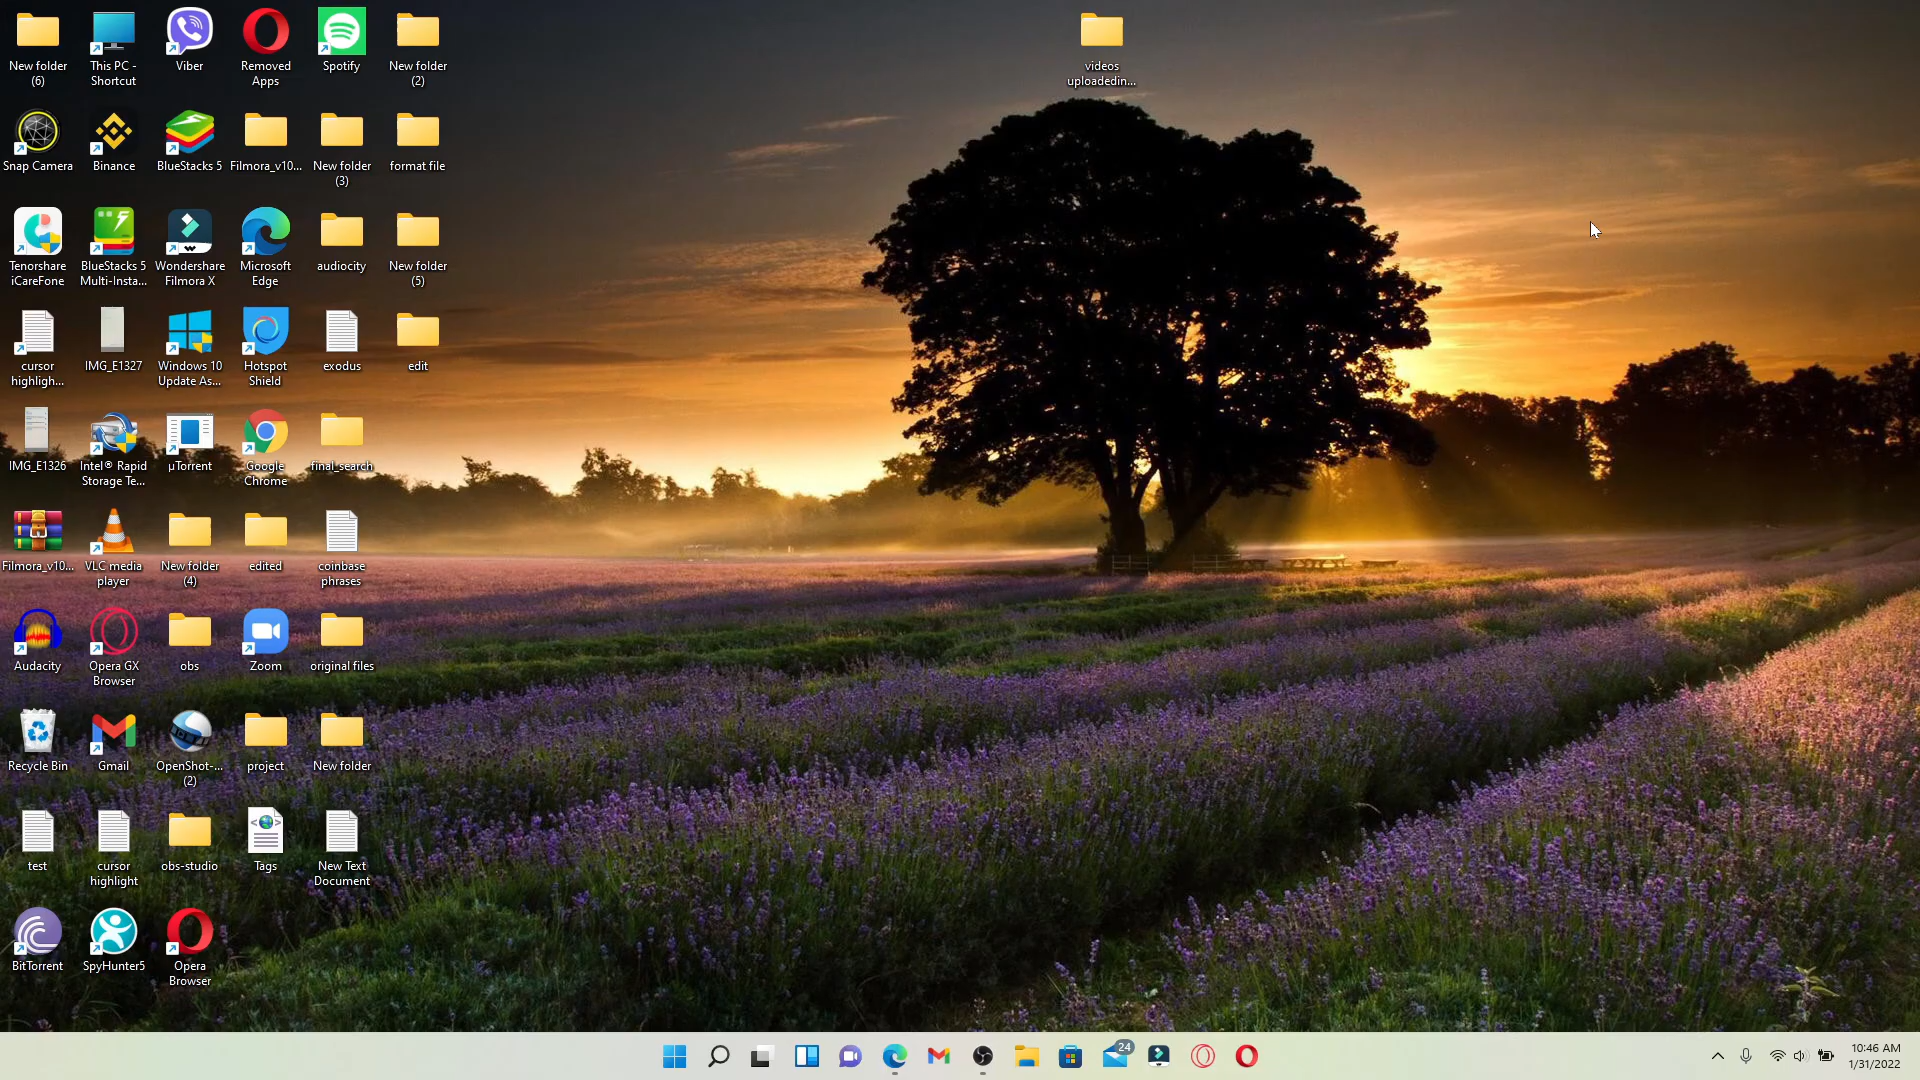 New folder
(6)
This PC -
Shortcut
Viber
Removed
Apps
Spotify
New folder
(2)
videos
uploadedin...
Snap Camera
Binance
BlueStacks 5
Filmora_v10...
New folder
(3)
format file
Tenorshare
iCareFone
BlueStacks 5
Multi-Insta...
Wondershare
Filmora X
Microsoft
Edge
audiocity
New folder
(5)
cursor
highligh...
IMG_E1327
Windows 10
Update As...
Hotspot
Shield
exodus
edit
IMG_E1326
Intel® Rapid
Storage Te...
µTorrent
Google
Chrome
final_search
Filmora_v10...
VLC media
player
New folder
(4)
edited
coinbase
phrases
Audacity
Opera GX
Browser
obs
Zoom
original files
Recycle Bin
Gmail
OpenShot-...
(2)
project
New folder
test
cursor
highlight
obs-studio
Tags
New Text
Document
BitTorrent
SpyHunter5
Opera
Browser
24
10:46 AM
1/31/2022